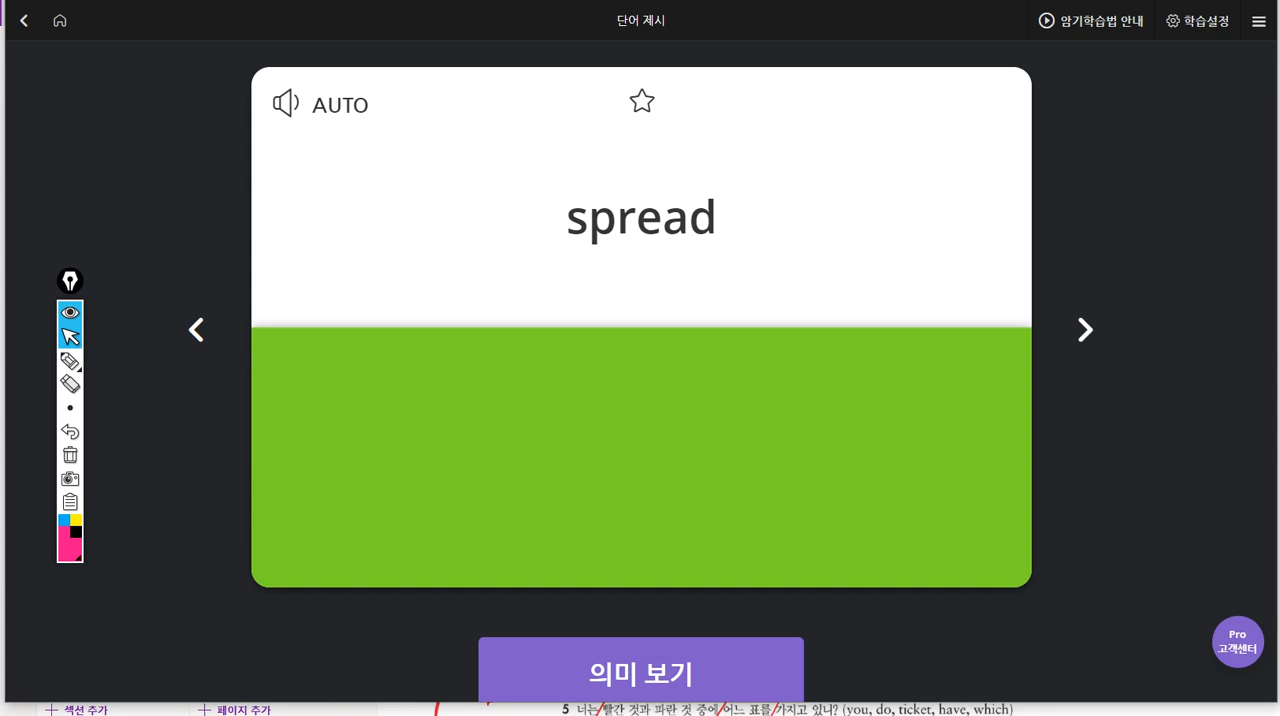 단어 제시
암기학습법 안내
학습설정
AUTO
spread
의미 보기
Pro
고객센터
섹션 추가
페이지 추가
5 너는 빨간 것과 파란 것 중에 어느 표를 가지고 있니? (you, do, ticket, have, which)